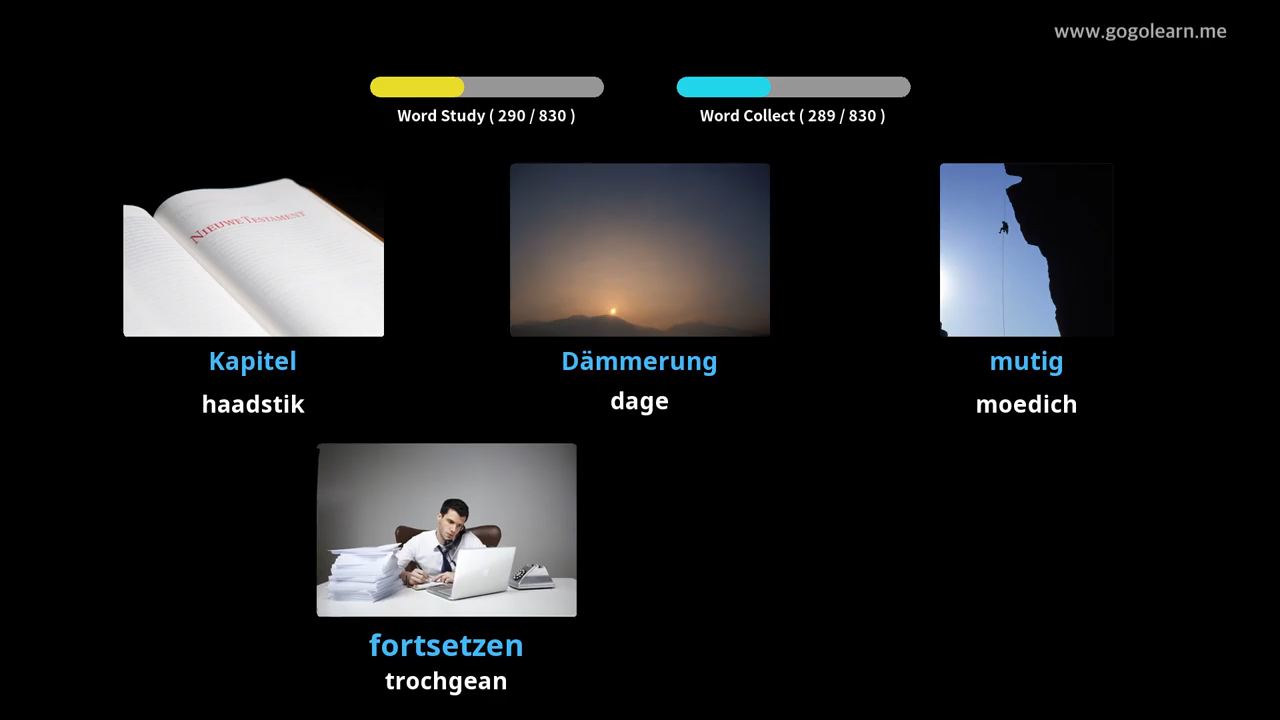 www.gogolearn.me
Word Study ( 290 / 830 )
Word Collect ( 289 / 830 )
NIEUWE TESTAMENT
Kapitel
Dämmerung
mutig
haadstik
dage
moedich
fortsetzen
trochgean